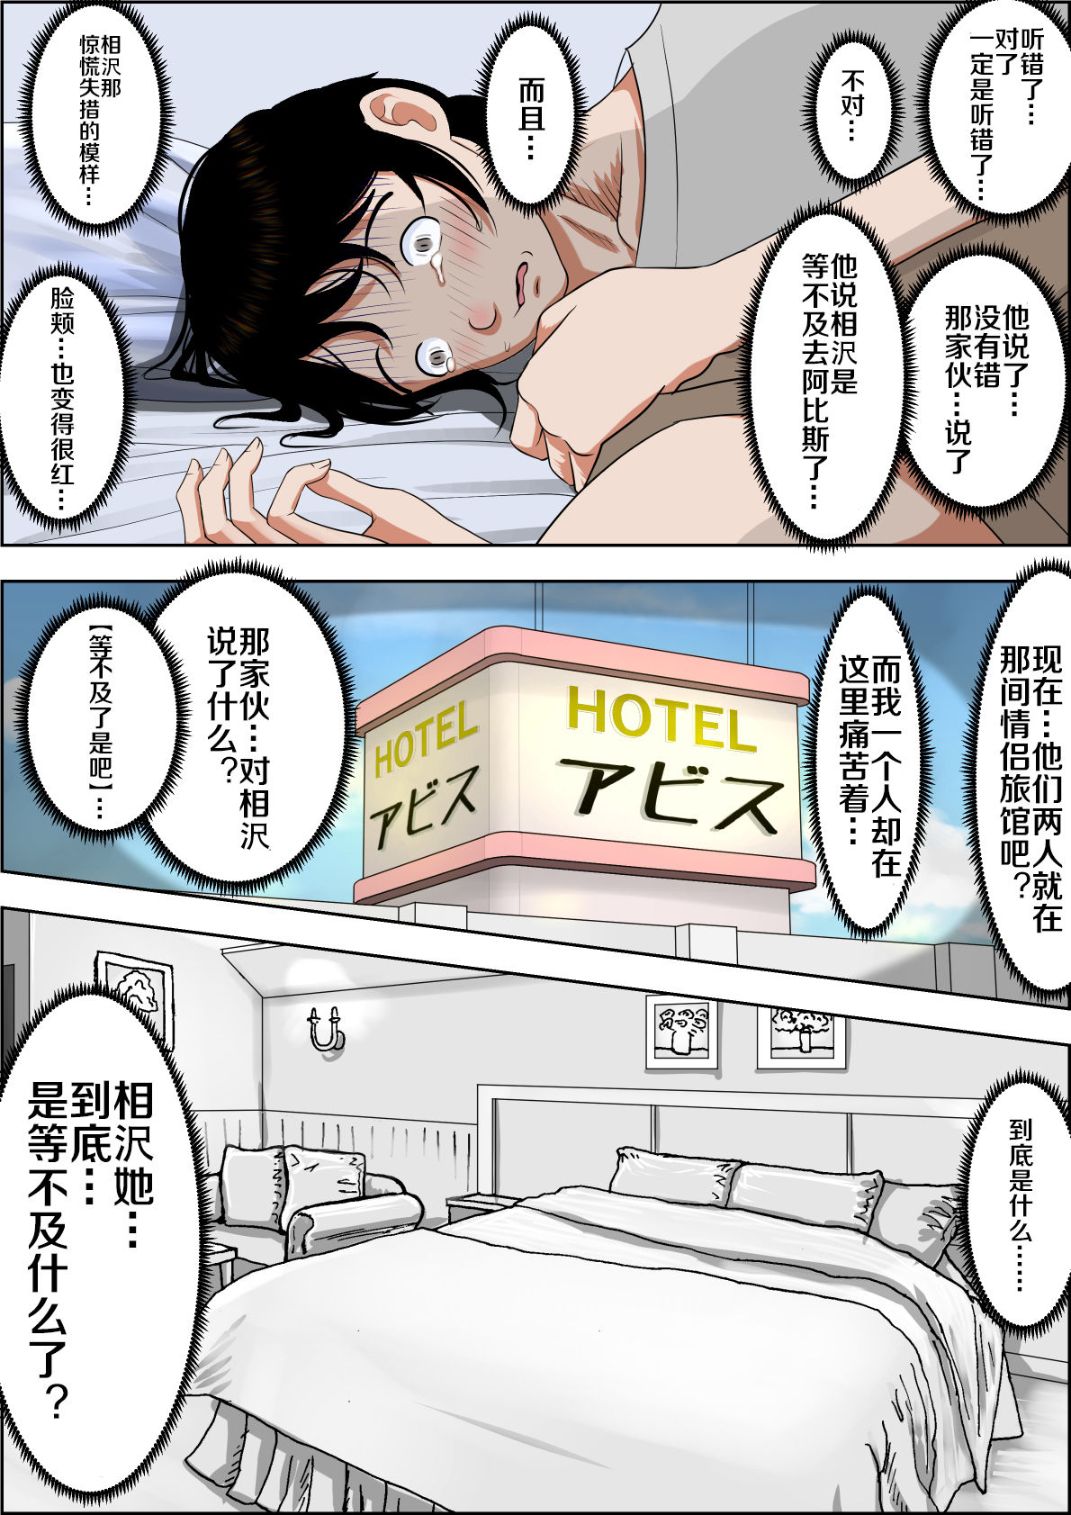 听错了…
对了
一定是听错了…
不对…
他说了…
没有错
那家伙…说了
他说相沢是
等不及去阿比斯了…
而且…
相沢那
惊慌失措的模样…
脸颊…也变得很红…
现在…他们两人就在
那间情侣旅馆吧?
而我一个人却在
这里痛苦着…
HOTEL
アビス
HOTEL
アビス
那家伙…对相沢
说了什么?
【等不及了是吧】…
到底是什么……
相沢她…
到底…
是等不及什么了?